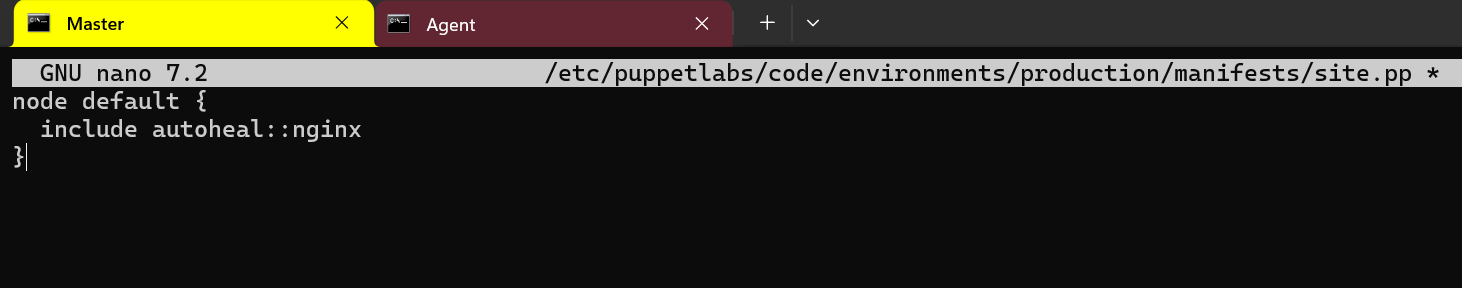 Master
Agent
GNU nano 7.2 /etc/puppetlabs/code/environments/production/manifests/site.pp *
node default {
  include autoheal::nginx
}